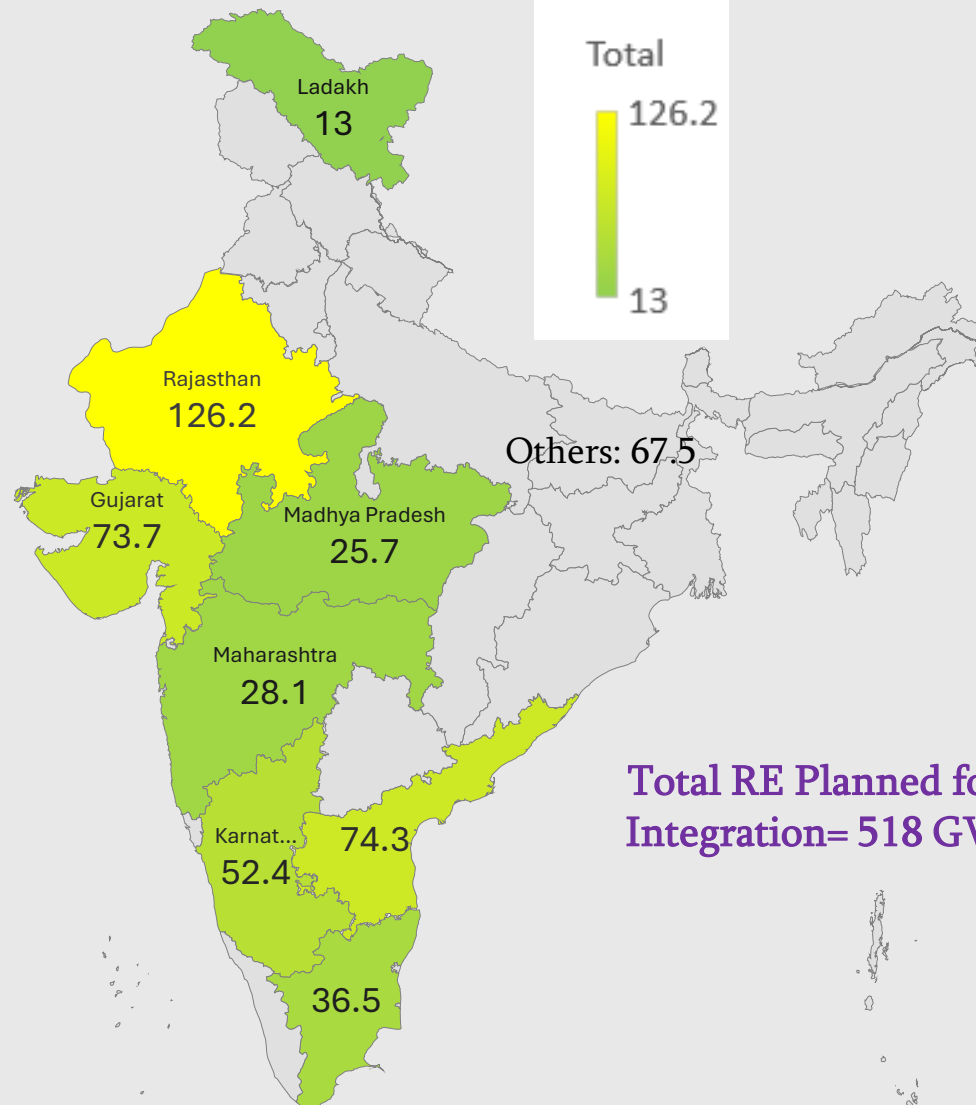 Total
126.2
13
Ladakh
13
Rajasthan
126.2
Others: 67.5
Gujarat
73.7
Madhya Pradesh
25.7
Maharashtra
28.1
Total RE Planned fo
Integration= 518 GV
Karnat...
52.4
74.3
36.5